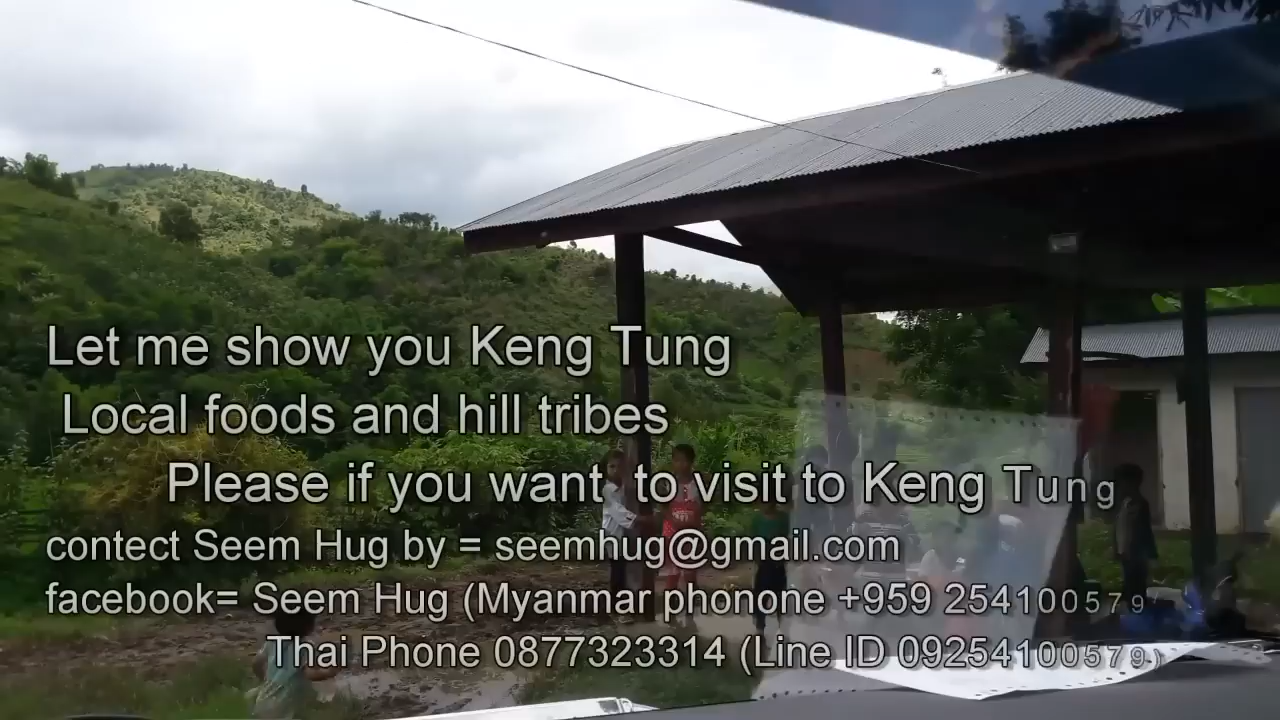 Let me show you Keng Tung
Local foods and hill tribes
Please if you want to visit to Keng Tung
contect Seem Hug by = seemhug@gmail.com
facebook= Seem Hug (Myanmar phonone +959 254100579
Thai Phone 0877323314 (Line ID 09254100579)